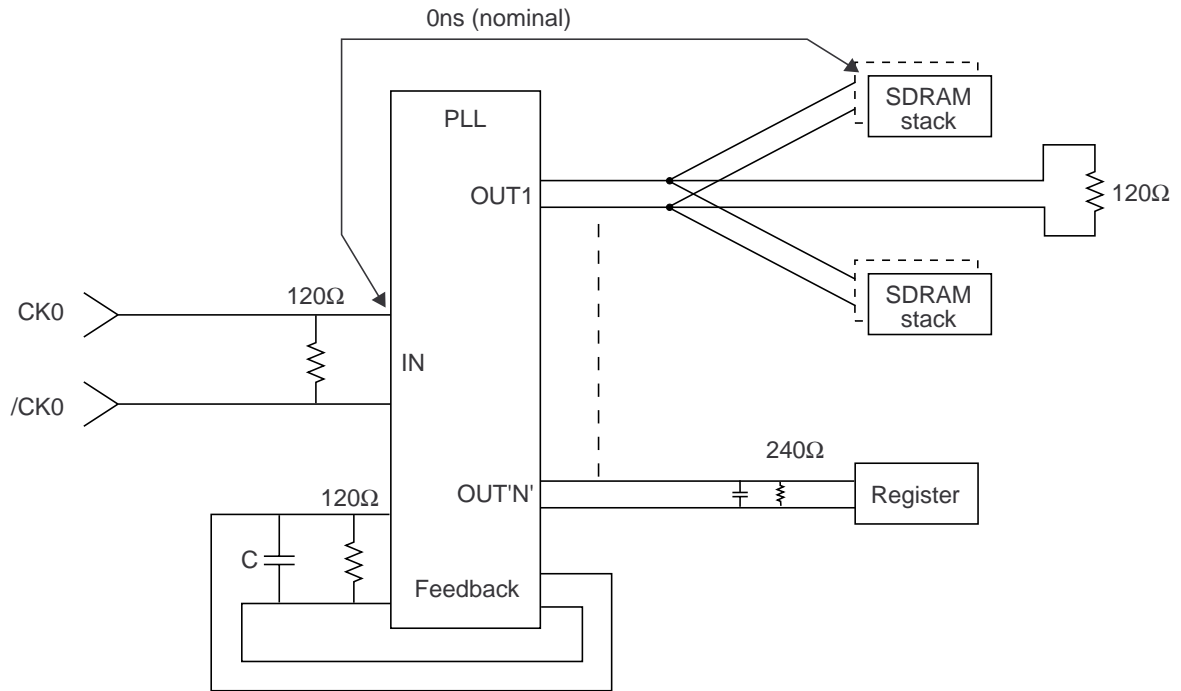 0ns (nominal)
SDRAM
stack
PLL
OUT1
120Ω
SDRAM
stack
120Ω
CK0
IN
/CK0
240Ω
OUT'N'
Register
120Ω
C
Feedback